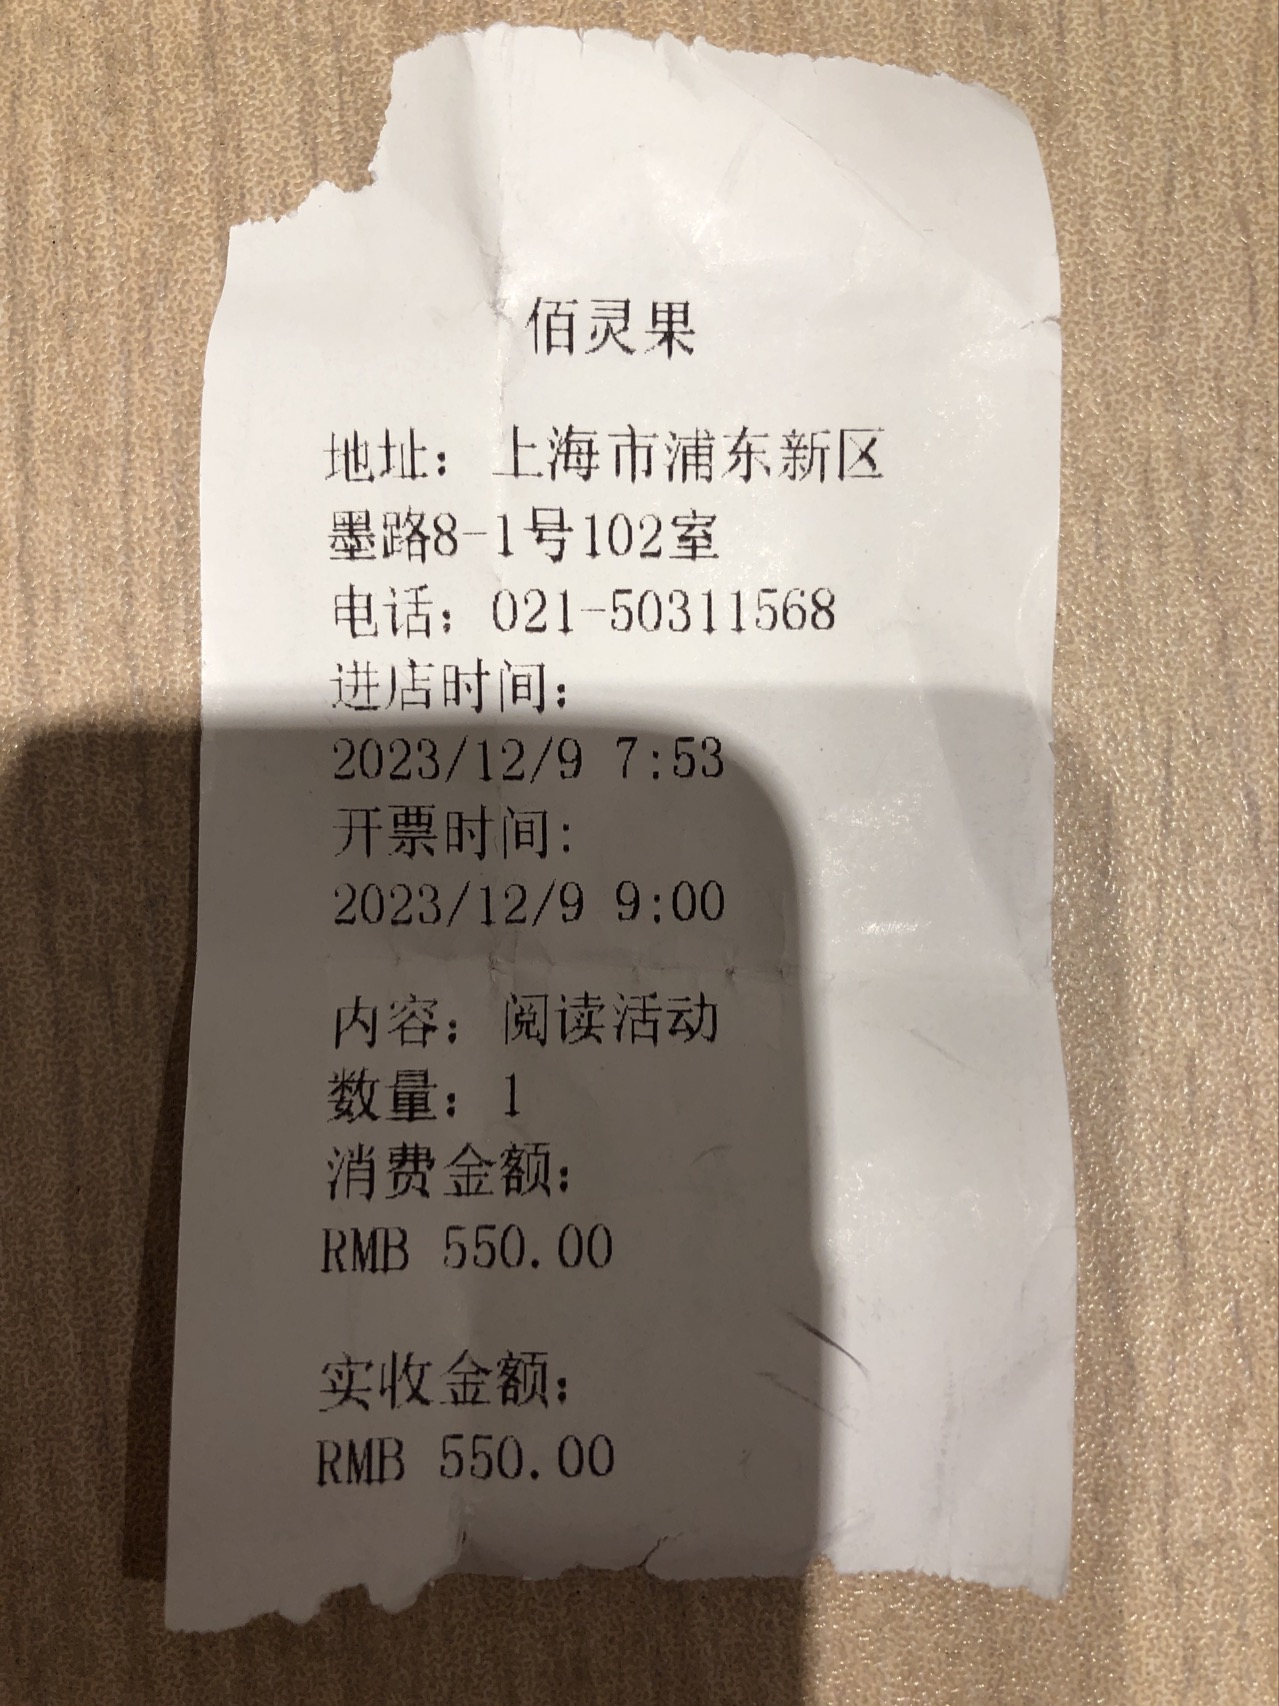 佰灵果
地址：上海市浦东新区
墨路8-1号102室
电话：021-50311568
进店时间：
2023/12/9 7:53
开票时间：
2023/12/9 9:00
内容：阅读活动
数量：1
消费金额：
RMB 550.00
实收金额：
RMB 550.00